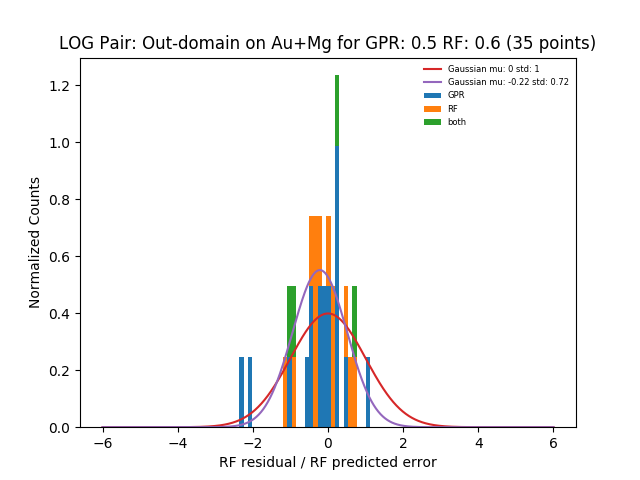 LOG Pair: Out-domain on Au+Mg for GPR: 0.5 RF: 0.6 (35 points)
Gaussian mu: 0 std: 1
Gaussian mu: -0.22 std: 0.72
GPR
RF
both
Normalized Counts
1.2
1.0
0.8
0.6
0.4
0.2
0.0
−6 −4 −2 0 2 4 6
RF residual / RF predicted error